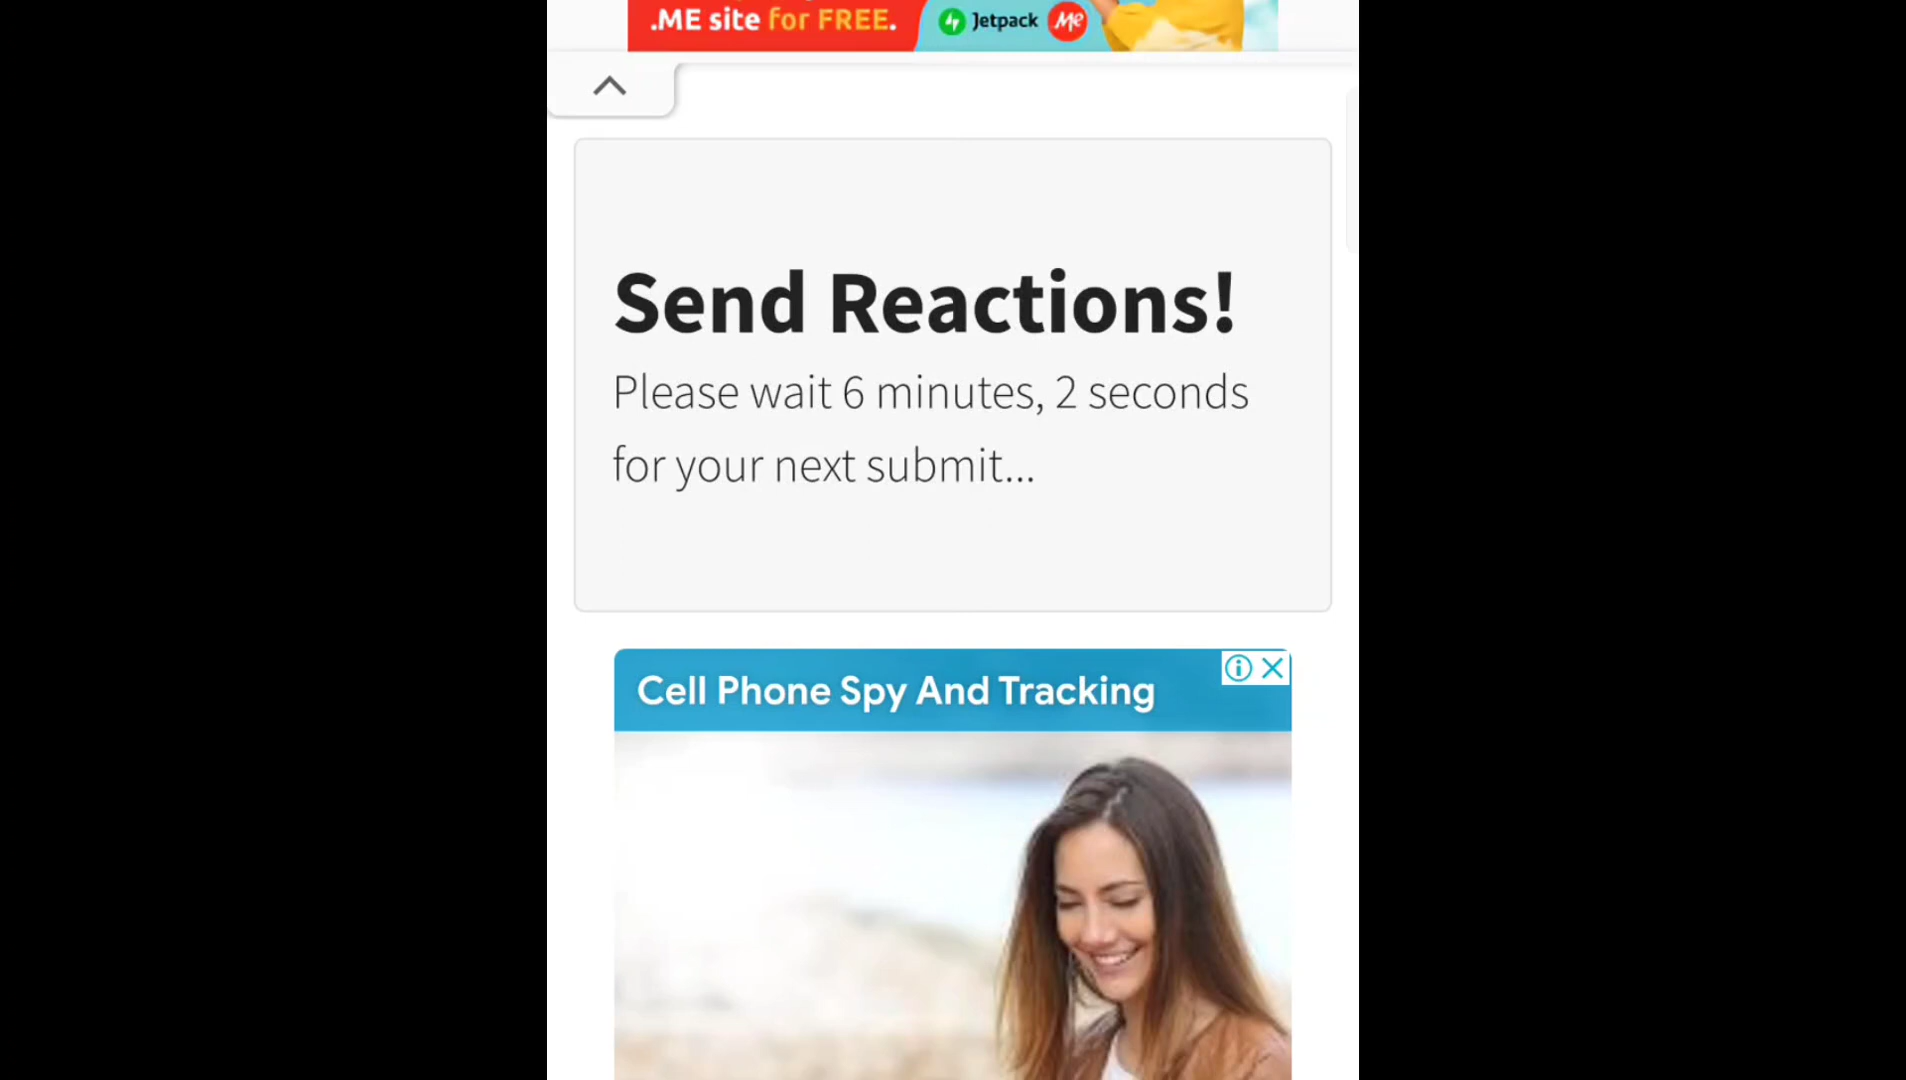 .ME site for FREE.
Jetpack Me
Send Reactions!
Please wait 6 minutes, 2 seconds
for your next submit...
Cell Phone Spy And Tracking